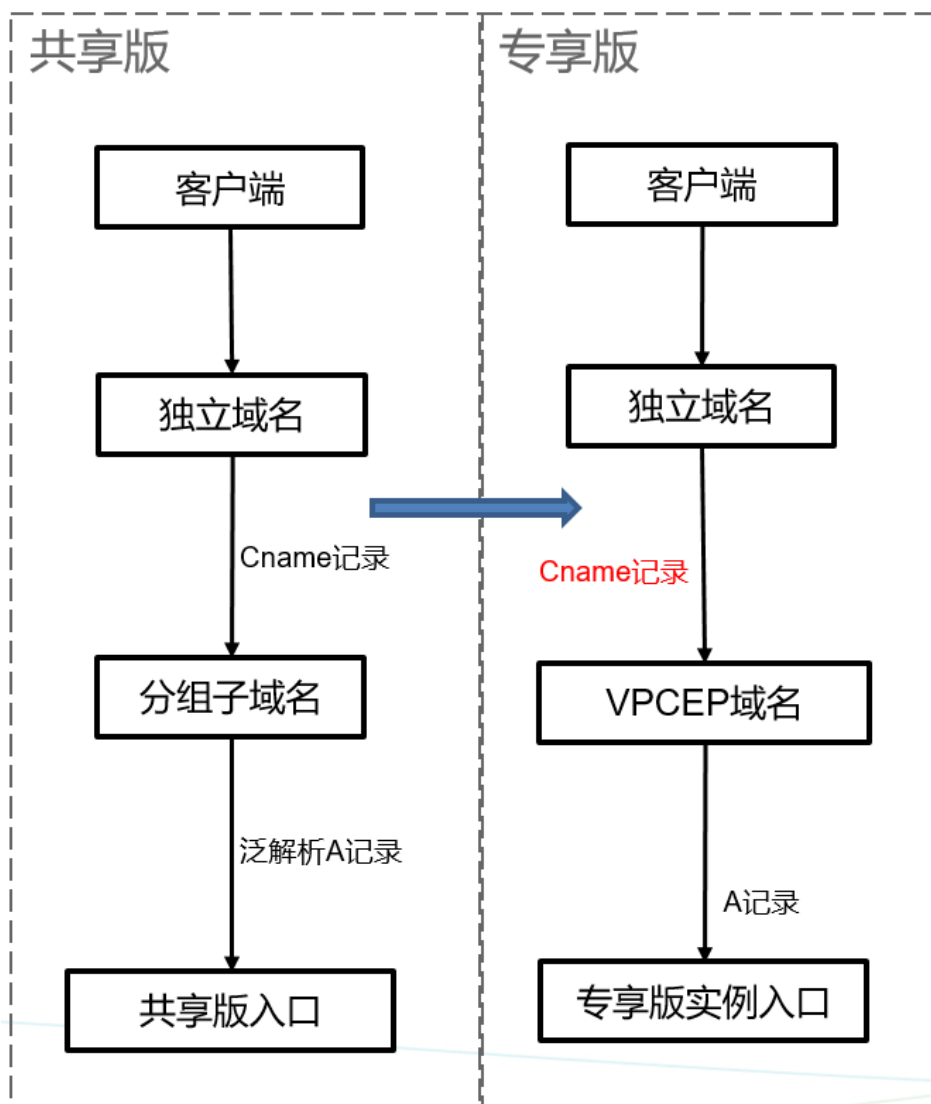 共享版
客户端
独立域名
Cname记录
分组子域名
泛解析A记录
共享版入口
专享版
客户端
独立域名
Cname记录
VPCEP域名
A记录
专享版实例入口